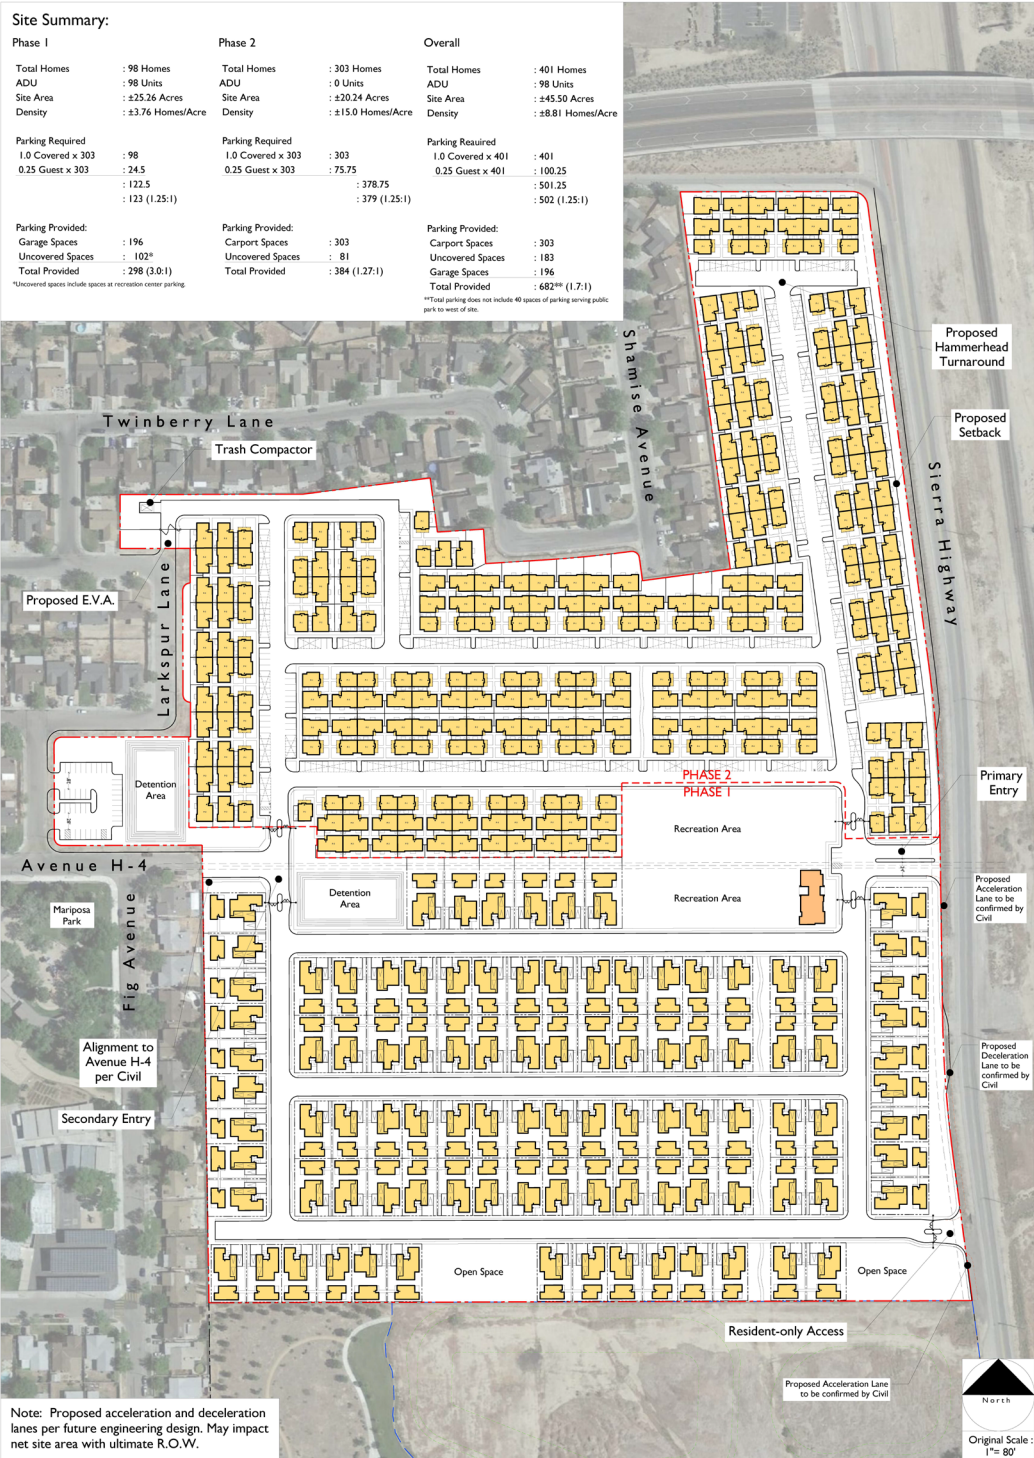 Site Summary:
Phase 1
Total Homes : 98 Homes
ADU : 98 Units
Site Area : ±25.26 Acres
Density : ±3.76 Homes/Acre
Parking Required
1.0 Covered x 303 : 98
0.25 Guest x 303 : 24.5
: 122.5
: 123 (1.25:1)
Parking Provided:
Garage Spaces : 196
Uncovered Spaces : 102*
Total Provided : 298 (3.0:1)
*Uncovered spaces include spaces at recreation center parking.
Phase 2
Total Homes : 303 Homes
ADU : 0 Units
Site Area : ±20.24 Acres
Density : ±15.0 Homes/Acre
Parking Required
1.0 Covered x 303 : 303
0.25 Guest x 303 : 75.75
: 378.75
: 379 (1.25:1)
Parking Provided:
Carport Spaces : 303
Uncovered Spaces : 81
Total Provided : 384 (1.27:1)
Overall
Total Homes : 401 Homes
ADU : 98 Units
Site Area : ±45.50 Acres
Density : ±8.81 Homes/Acre
Parking Reauired
1.0 Covered x 401 : 401
0.25 Guest x 401 : 100.25
: 501.25
: 502 (1.25:1)
Parking Provided:
Carport Spaces : 303
Uncovered Spaces : 183
Garage Spaces : 196
Total Provided : 682** (1.7:1)
**Total parking does not include 40 spaces of parking serving public
park to west of site.
Shamise Avenue
Proposed
Hammerhead
Turnaround
Twinberry Lane
Proposed
Setback
Trash Compactor
Sierra Highway
Proposed E.V.A.
Larkspur Lane
PHASE 2
PHASE 1
Detention
Area
Primary
Entry
Recreation Area
Avenue H-4
Detention
Area
Recreation Area
Proposed
Acceleration
Lane to be
confirmed by
Civil
Mariposa
Park
Fig Avenue
Alignment to
Avenue H-4
per Civil
Proposed
Deceleration
Lane to be
confirmed by
Civil
Secondary Entry
Open Space
Open Space
Resident-only Access
Proposed Acceleration Lane
to be confirmed by Civil
North
Original Scale :
1"= 80'
Note: Proposed acceleration and deceleration
lanes per future engineering design. May impact
net site area with ultimate R.O.W.